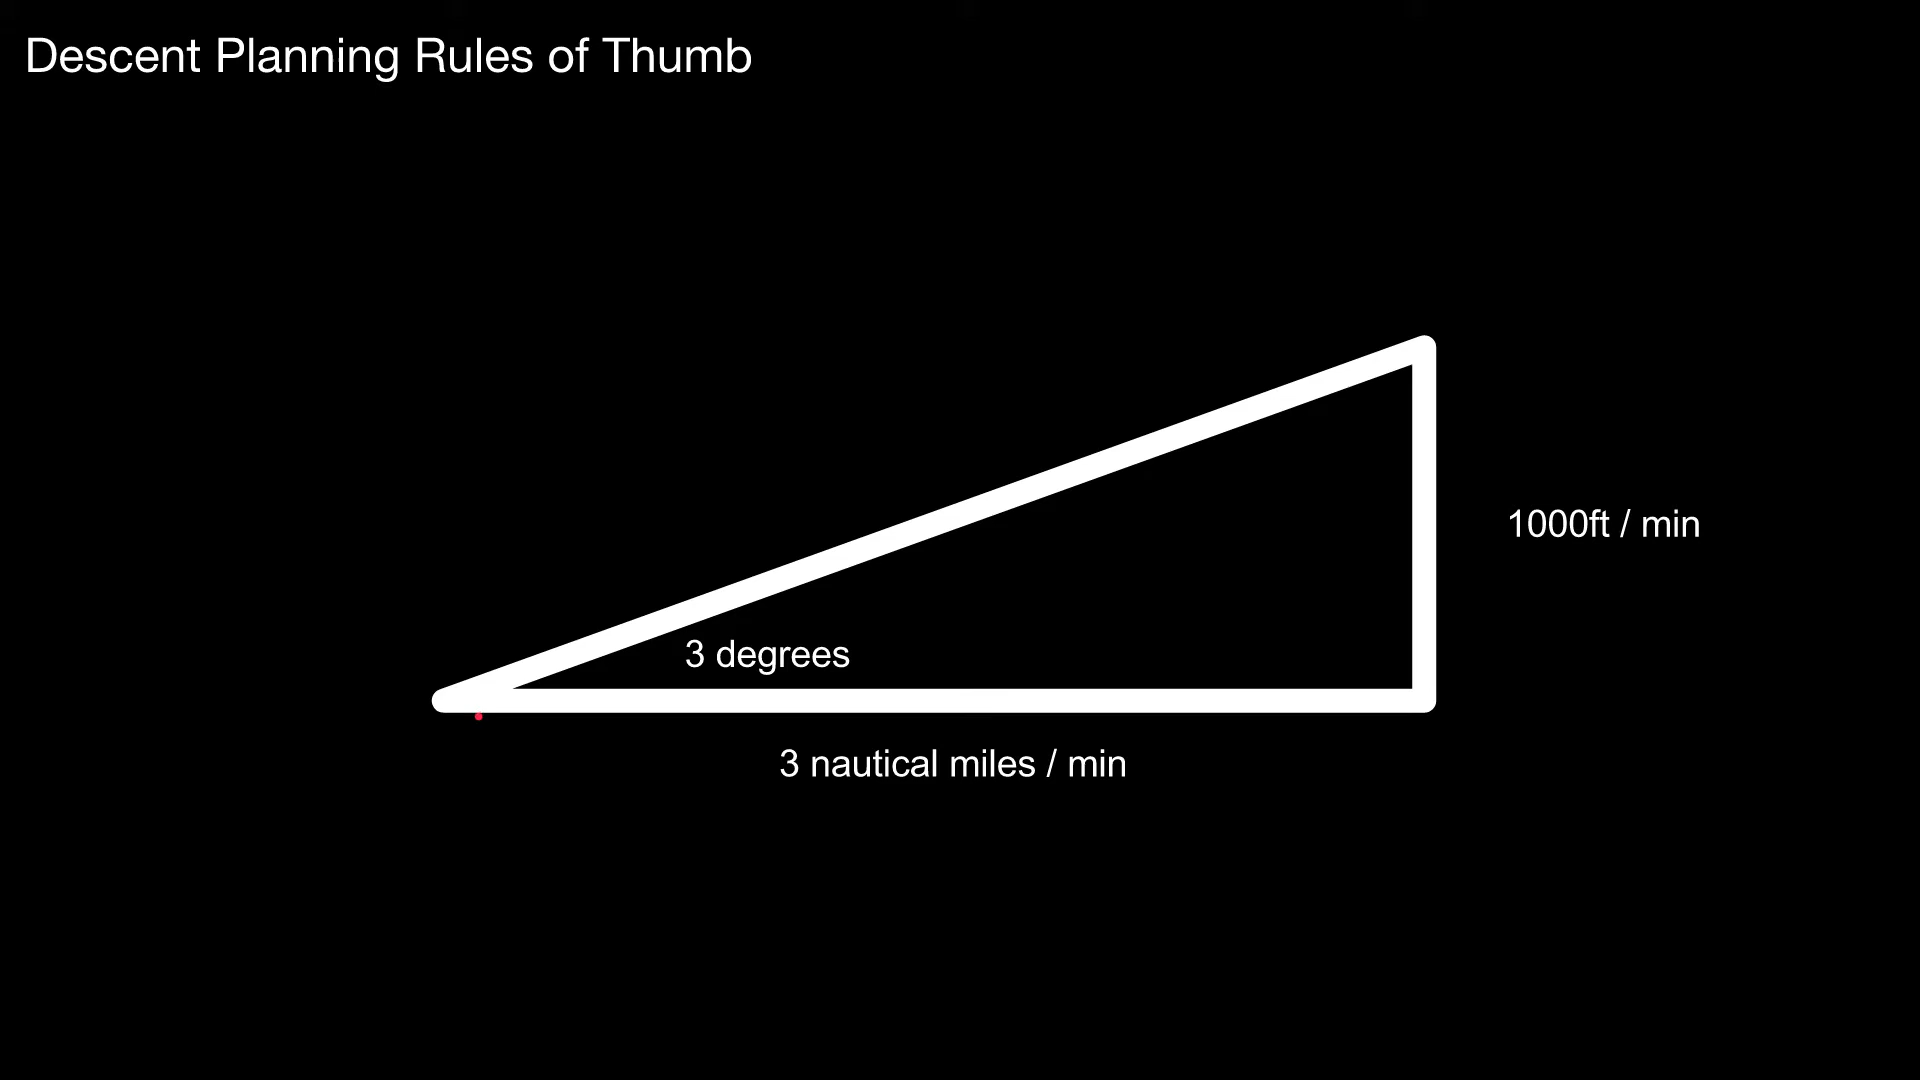 Descent Planning Rules of Thumb
1000ft / min
3 degrees
3 nautical miles / min